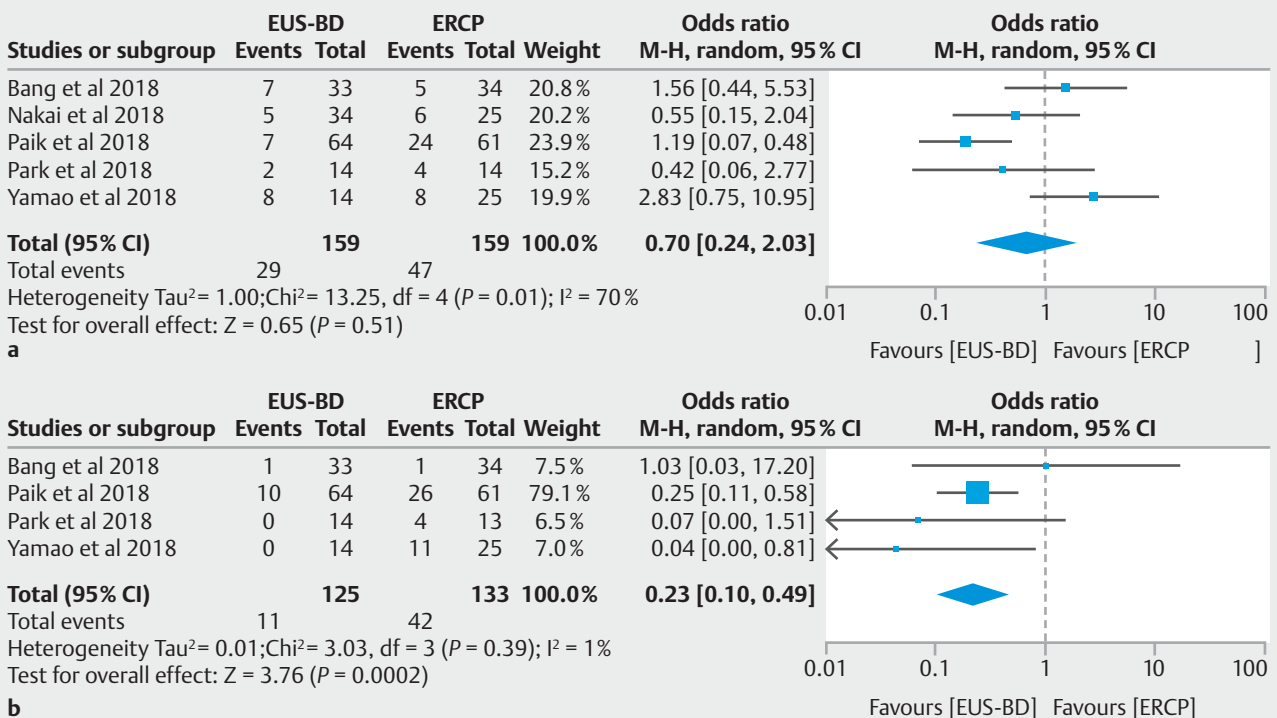 EUS-BD ERCP Odds ratio Odds ratio
Studies or subgroup Events Total Events Total Weight M-H, random, 95 % CI M-H, random, 95 % CI
Bang et al 2018 7 33 5 34 20.8 % 1.56 [0.44, 5.53]
Nakai et al 2018 5 34 6 25 20.2 % 0.55 [0.15, 2.04]
Paik et al 2018 7 64 24 61 23.9 % 1.19 [0.07, 0.48]
Park et al 2018 2 14 4 14 15.2 % 0.42 [0.06, 2.77]
Yamao et al 2018 8 14 8 25 19.9 % 2.83 [0.75, 10.95]
Total (95 % CI) 159 159 100.0 % 0.70 [0.24, 2.03]
Total events 29 47
Heterogeneity Tau²= 1.00;Chi²= 13.25, df = 4 (P = 0.01); I² = 70 %
Test for overall effect: Z = 0.65 (P = 0.51)
0.01 0.1 1 10 100
a Favours [EUS-BD] Favours [ERCP ]
EUS-BD ERCP Odds ratio Odds ratio
Studies or subgroup Events Total Events Total Weight M-H, random, 95 % CI M-H, random, 95 % CI
Bang et al 2018 1 33 1 34 7.5 % 1.03 [0.03, 17.20]
Paik et al 2018 10 64 26 61 79.1 % 0.25 [0.11, 0.58]
Park et al 2018 0 14 4 13 6.5 % 0.07 [0.00, 1.51]
Yamao et al 2018 0 14 11 25 7.0 % 0.04 [0.00, 0.81]
Total (95 % CI) 125 133 100.0 % 0.23 [0.10, 0.49]
Total events 11 42
Heterogeneity Tau²= 0.01;Chi²= 3.03, df = 3 (P = 0.39); I² = 1 %
Test for overall effect: Z = 3.76 (P = 0.0002)
0.01 0.1 1 10 100
b Favours [EUS-BD] Favours [ERCP]